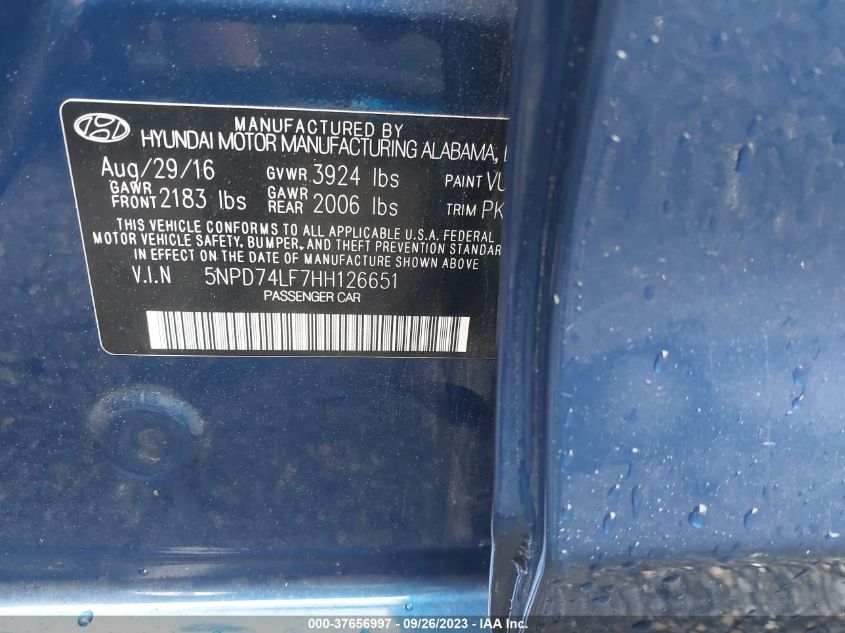 MANUFACTURED BY
HYUNDAI MOTOR MANUFACTURING ALABAMA,
Aug/29/16 GVWR 3924 lbs PAINT VU
GAWR FRONT 2183 lbs GAWR REAR 2006 lbs TRIM PK
THIS VEHICLE CONFORMS TO ALL APPLICABLE U.S.A. FEDERAL
MOTOR VEHICLE SAFETY, BUMPER, AND THEFT PREVENTION STANDAR
IN EFFECT ON THE DATE OF MANUFACTURE SHOWN ABOVE
V.I.N 5NPD74LF7HH126651
PASSENGER CAR
000-37656997 - 09/26/2023 - © IAA Inc.